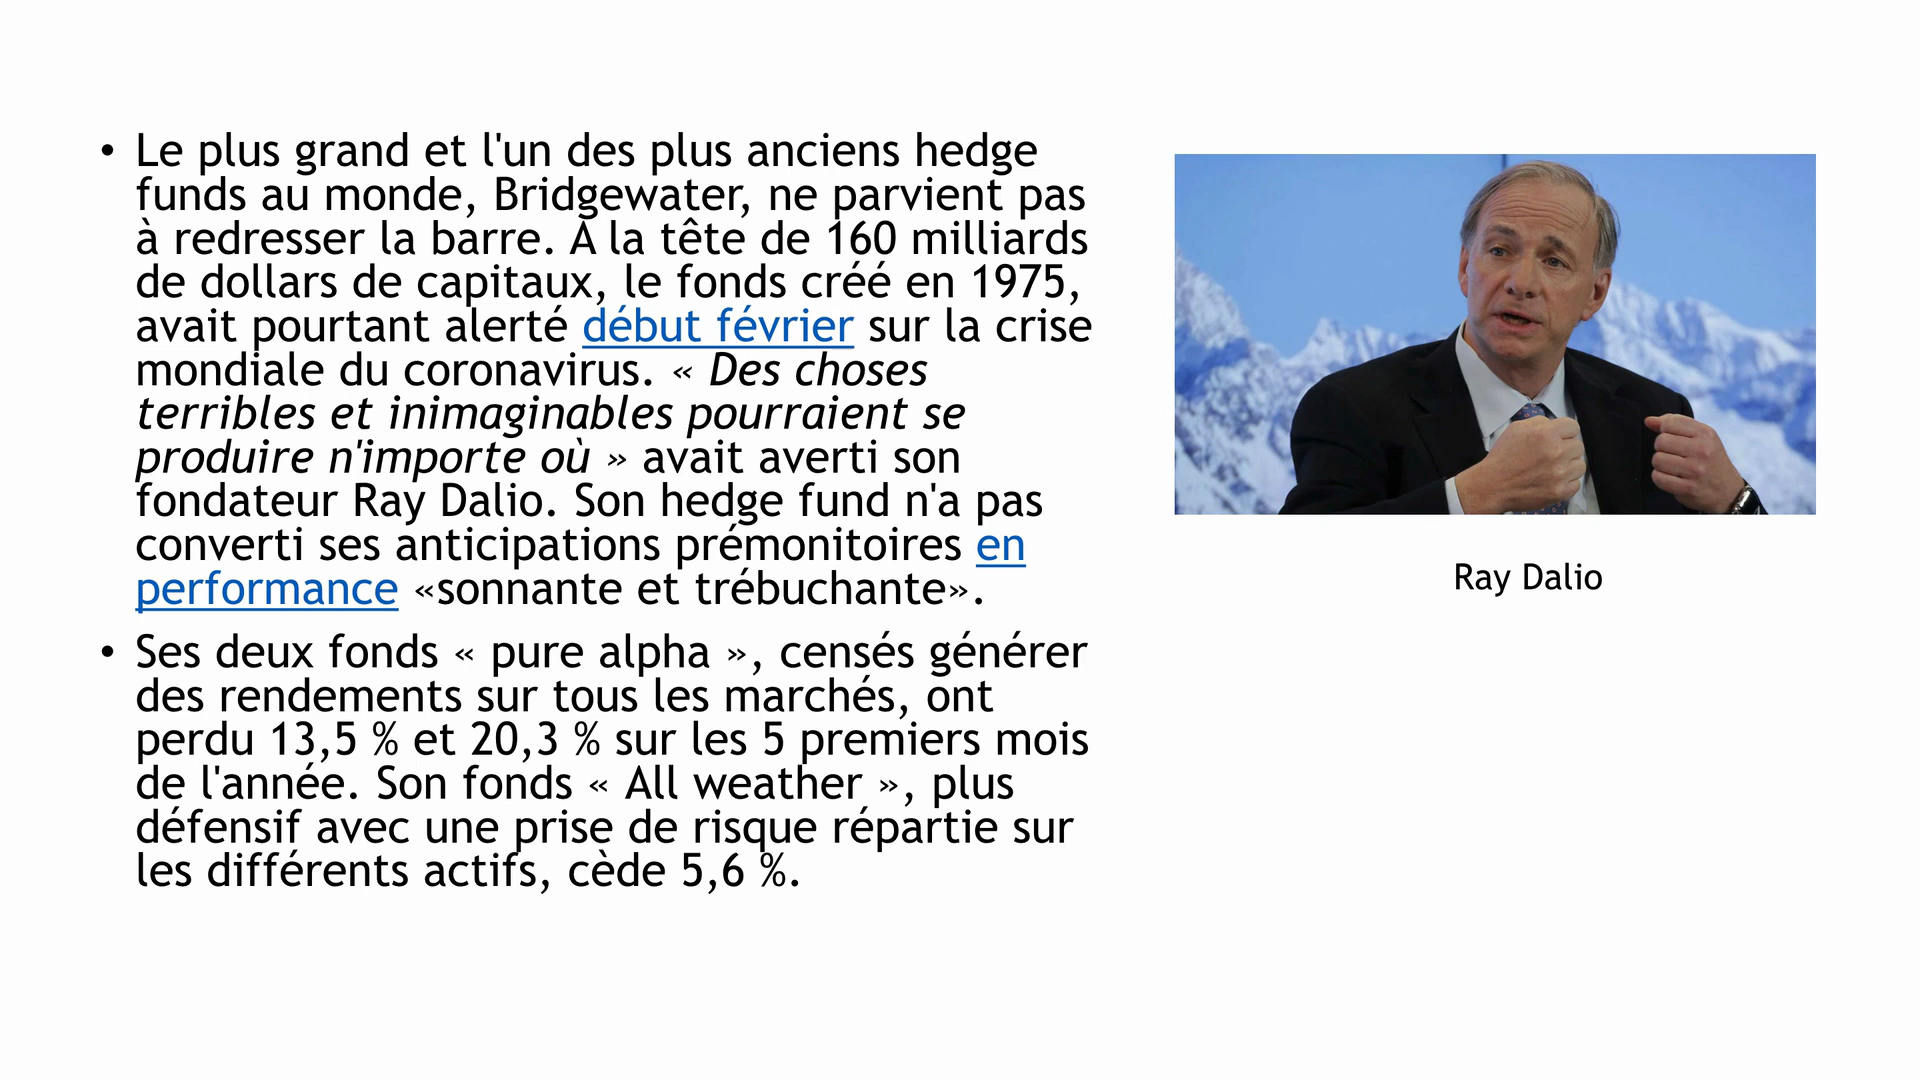 • Le plus grand et l'un des plus anciens hedge
funds au monde, Bridgewater, ne parvient pas
à redresser la barre. A la tête de 160 milliards
de dollars de capitaux, le fonds créé en 1975,
avait pourtant alerté début février sur la crise
mondiale du coronavirus. « Des choses
terribles et inimaginables pourraient se
produire n'importe où » avait averti son
fondateur Ray Dalio. Son hedge fund n'a pas
converti ses anticipations prémonitoires en
performance «sonnante et trébuchante».
• Ses deux fonds « pure alpha », censés générer
des rendements sur tous les marchés, ont
perdu 13,5 % et 20,3 % sur les 5 premiers mois
de l'année. Son fonds « All weather », plus
défensif avec une prise de risque répartie sur
les différents actifs, cède 5,6 %.
Ray Dalio